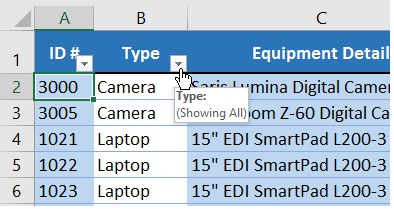 A B C
1 ID # Type Equipment Detail
2 3000 Camera Saris Lumina Digital Camer
3 3005 Camera oom Z-60 Digital Ca
4 1021 Laptop 15" EDI SmartPad L200-3
5 1022 Laptop 15" EDI SmartPad L200-3
6 1023 Laptop 15" EDI SmartPad L200-3
Type:
(Showing All)